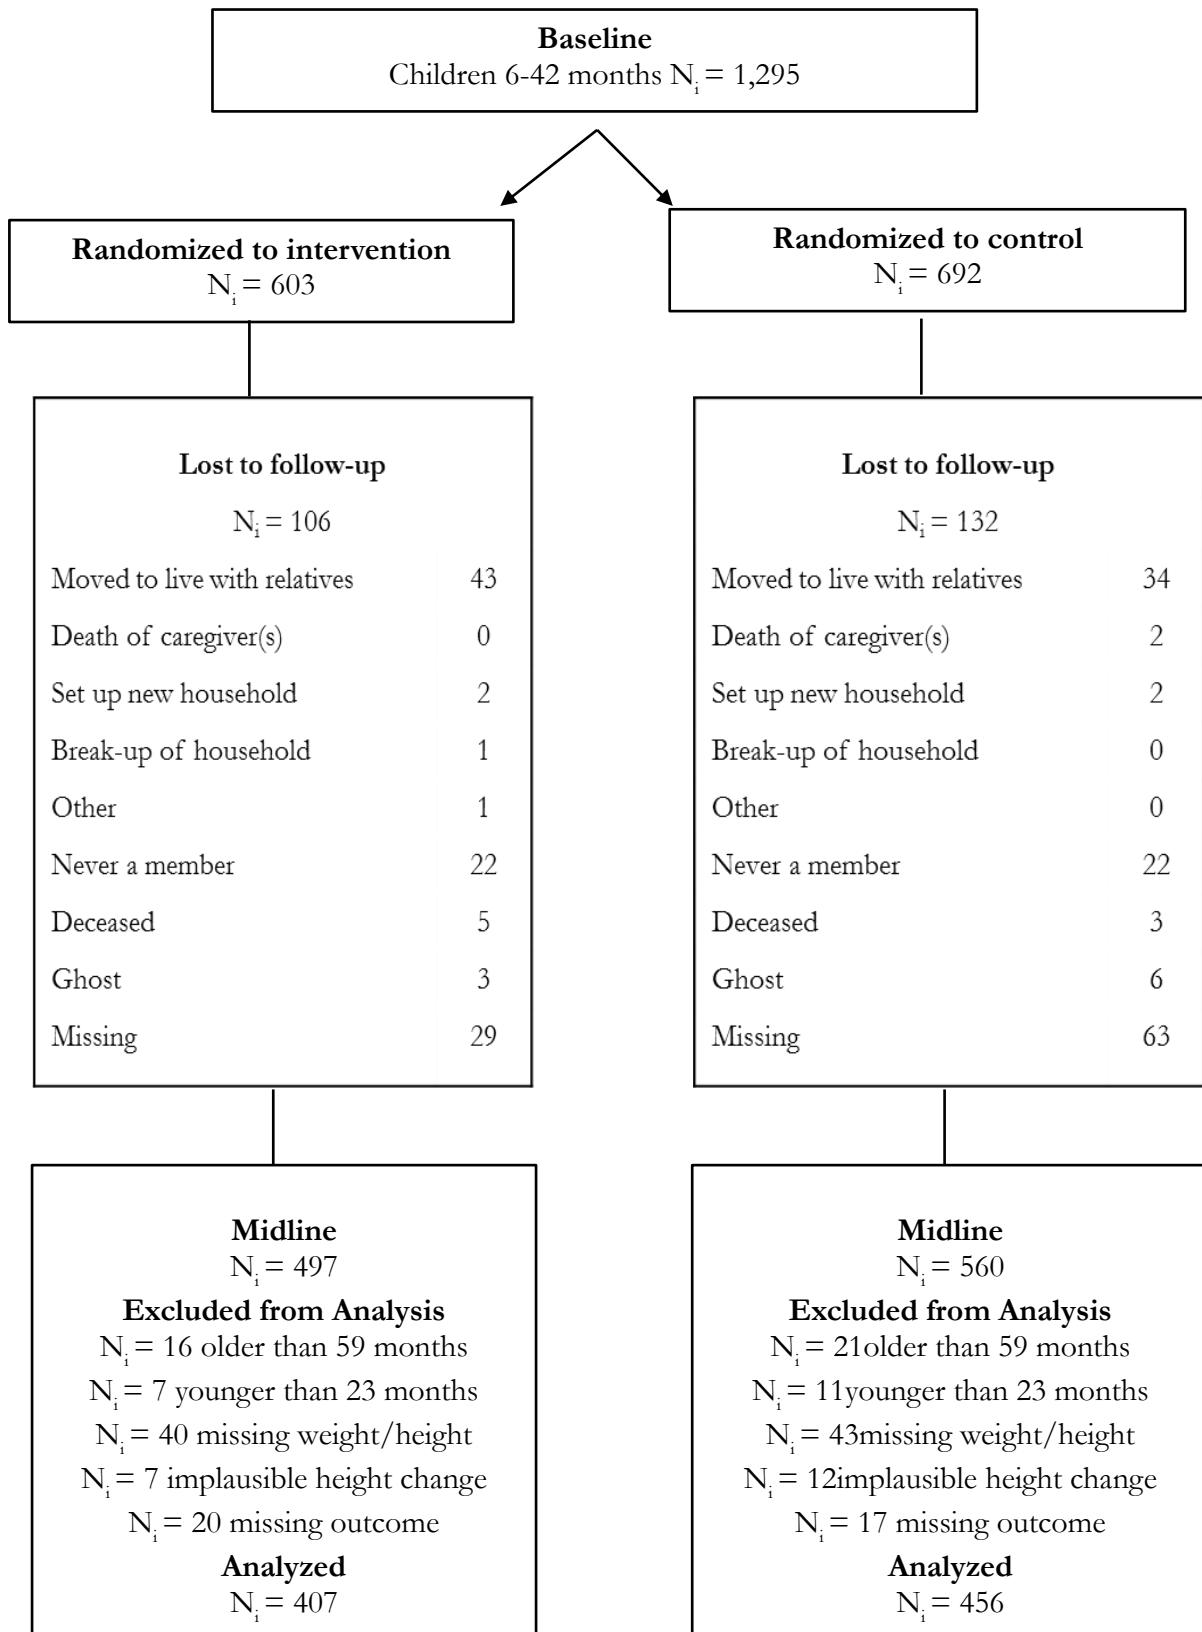 Baseline
Children 6-42 months Nᵢ = 1,295
Randomized to intervention
Nᵢ = 603
Randomized to control
Nᵢ = 692
Lost to follow-up
Nᵢ = 106
Moved to live with relatives 43
Death of caregiver(s) 0
Set up new household 2
Break-up of household 1
Other 1
Never a member 22
Deceased 5
Ghost 3
Missing 29
Lost to follow-up
Nᵢ = 132
Moved to live with relatives 34
Death of caregiver(s) 2
Set up new household 2
Break-up of household 0
Other 0
Never a member 22
Deceased 3
Ghost 6
Missing 63
Midline
Nᵢ = 497
Excluded from Analysis
Nᵢ = 16 older than 59 months
Nᵢ = 7 younger than 23 months
Nᵢ = 40 missing weight/height
Nᵢ = 7 implausible height change
Nᵢ = 20 missing outcome
Analyzed
Nᵢ = 407
Midline
Nᵢ = 560
Excluded from Analysis
Nᵢ = 21older than 59 months
Nᵢ = 11younger than 23 months
Nᵢ = 43missing weight/height
Nᵢ = 12implausible height change
Nᵢ = 17 missing outcome
Analyzed
Nᵢ = 456